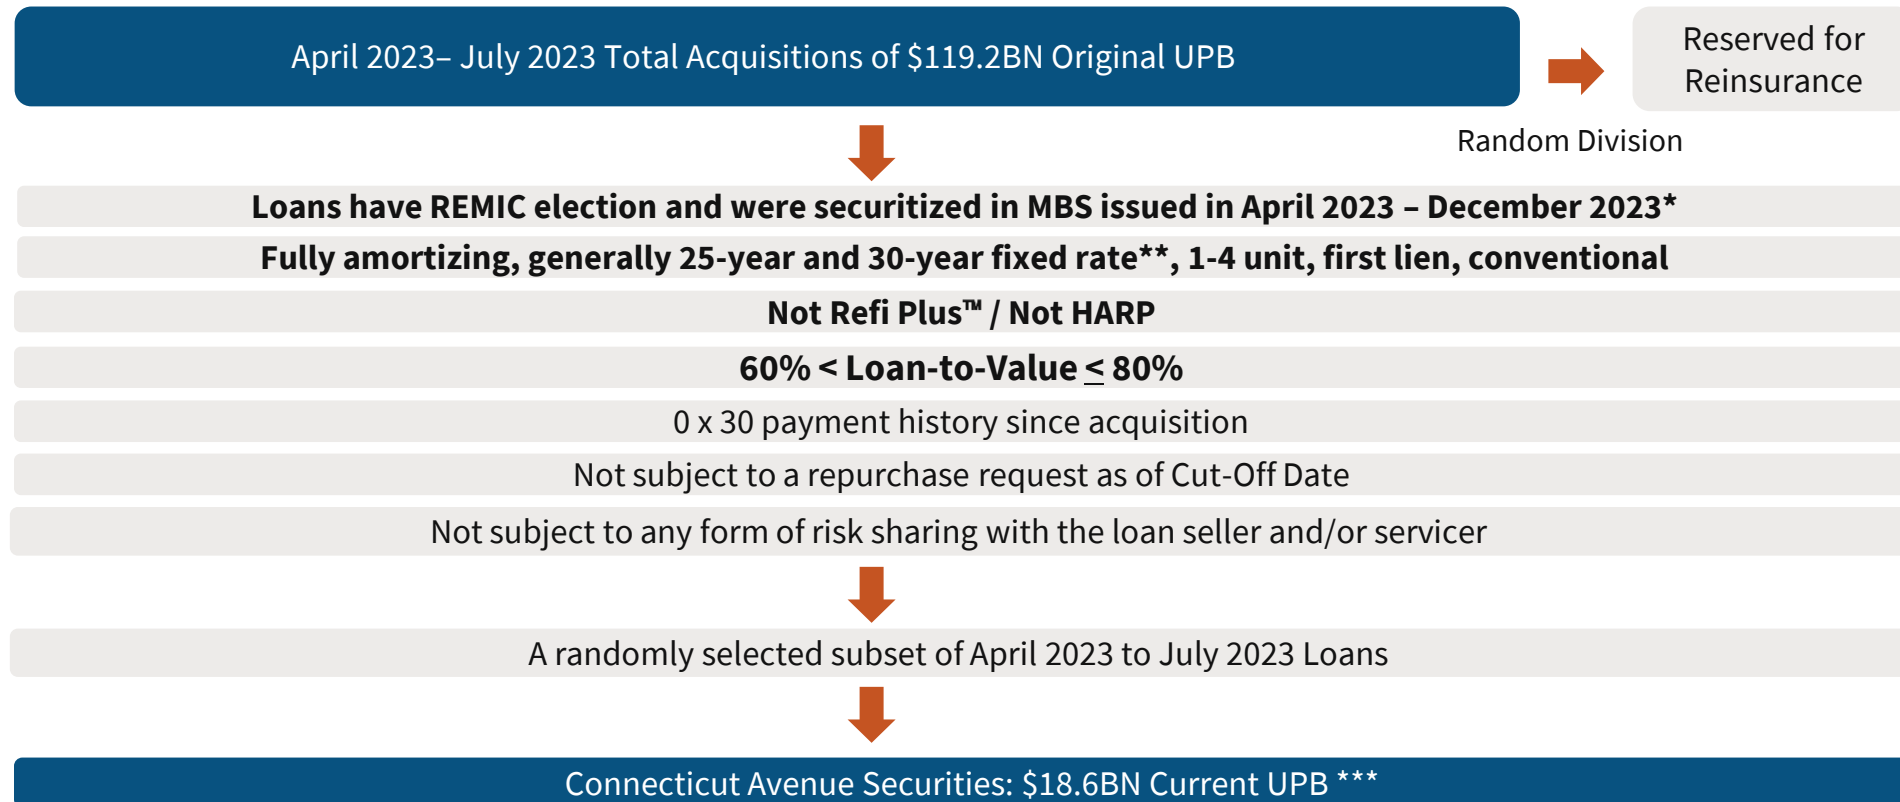 April 2023– July 2023 Total Acquisitions of $119.2BN Original UPB
Reserved for
Reinsurance
Random Division
Loans have REMIC election and were securitized in MBS issued in April 2023 – December 2023*
Fully amortizing, generally 25-year and 30-year fixed rate**, 1-4 unit, first lien, conventional
Not Refi Plus™ / Not HARP
60% < Loan-to-Value ≤ 80%
0 x 30 payment history since acquisition
Not subject to a repurchase request as of Cut-Off Date
Not subject to any form of risk sharing with the loan seller and/or servicer
A randomly selected subset of April 2023 to July 2023 Loans
Connecticut Avenue Securities: $18.6BN Current UPB ***